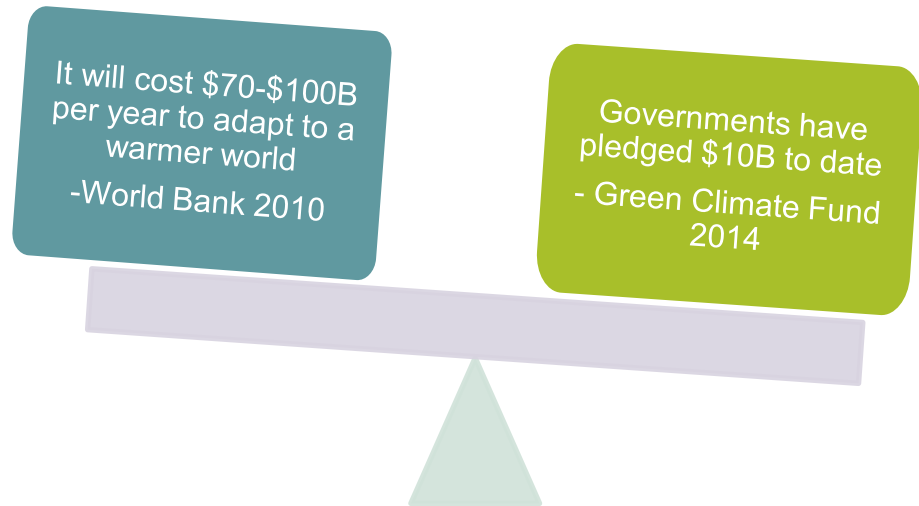 It will cost $70-$100B
per year to adapt to a
warmer world
-World Bank 2010
Governments have
pledged $10B to date
- Green Climate Fund
2014